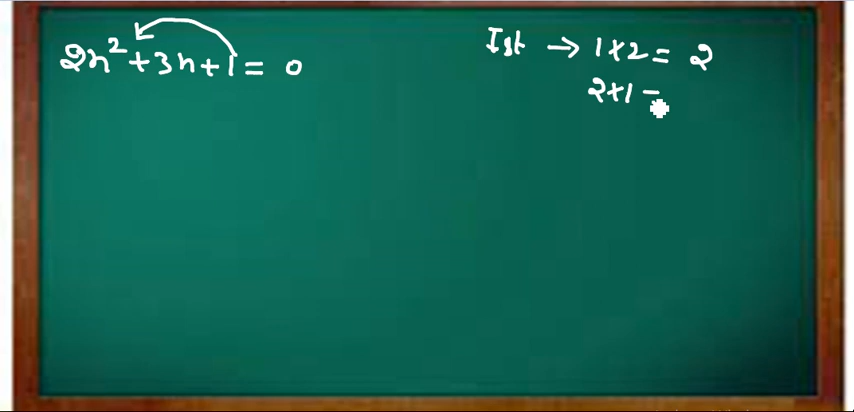 2x²+3x+1=0
Ist → 1×2=2
2×1=